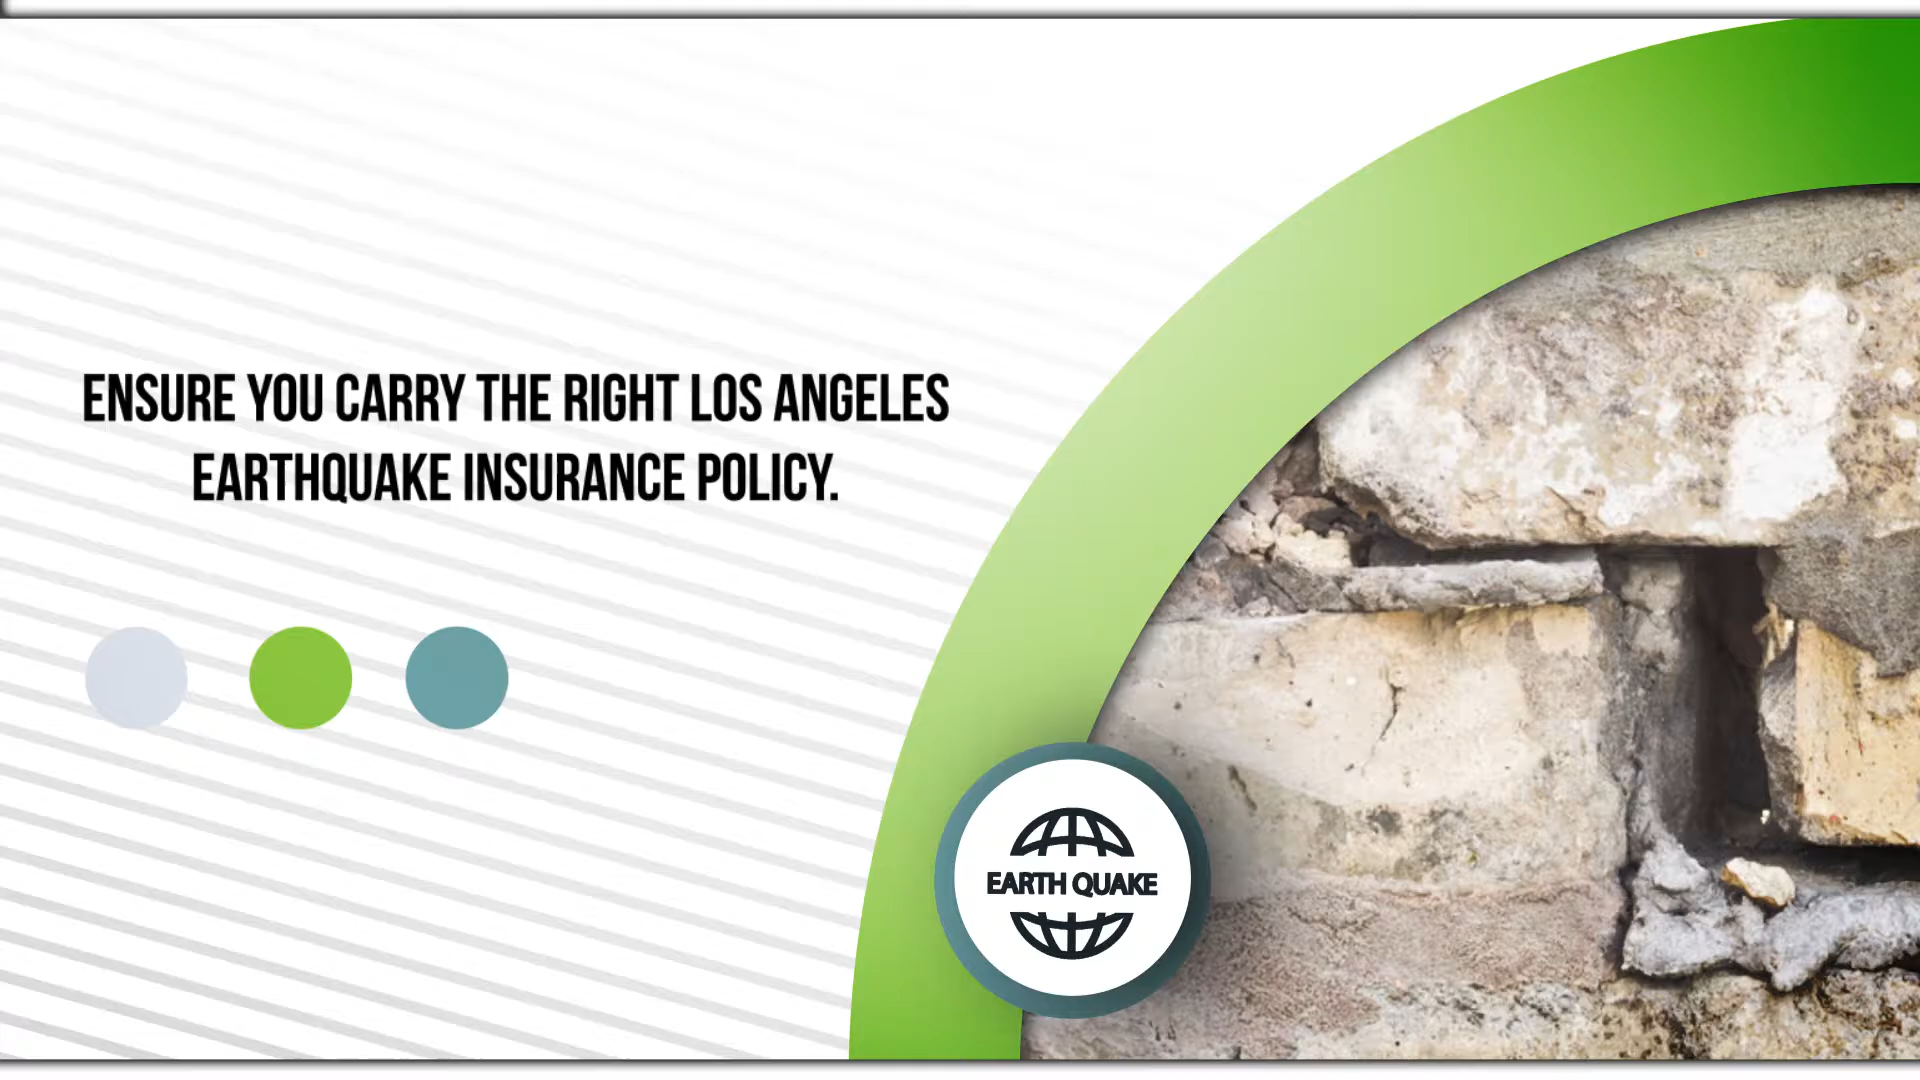 ENSURE YOU CARRY THE RIGHT LOS ANGELES
EARTHQUAKE INSURANCE POLICY.
EARTH QUAKE